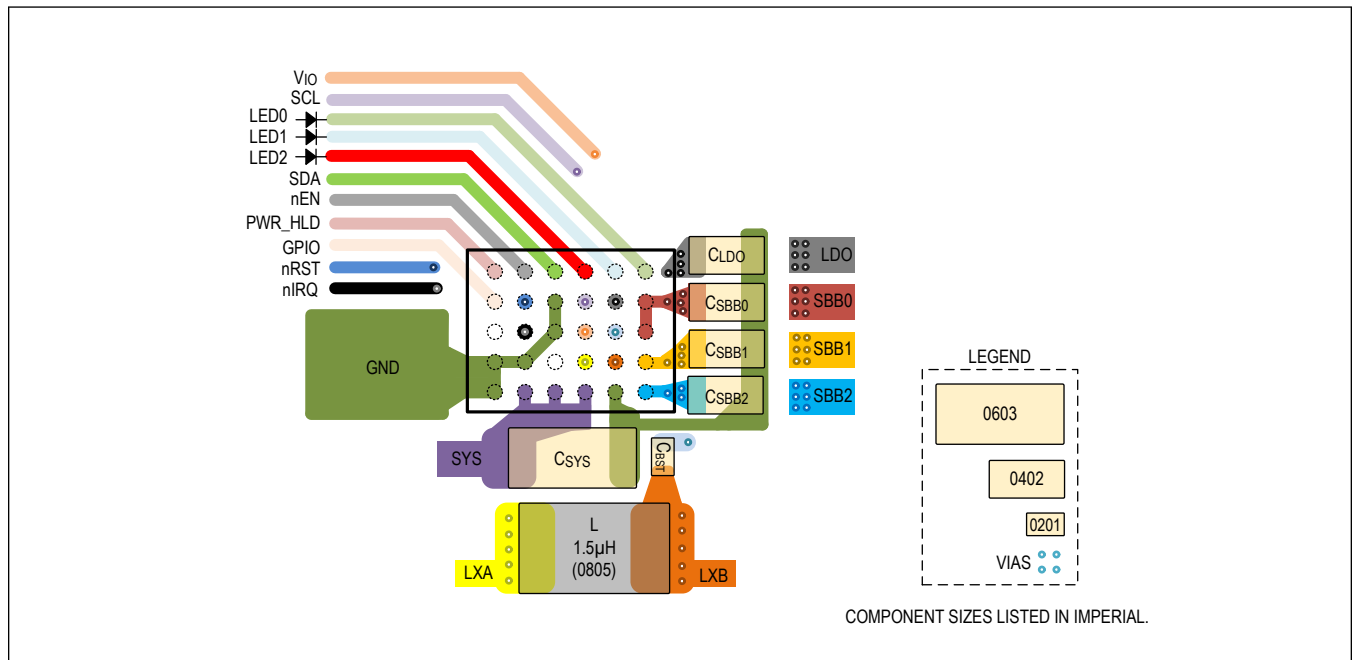 VIO
SCL
LED0
LED1
LED2
SDA
nEN
PWR_HLD
GPIO
nRST
nIRQ
GND
CLDO
LDO
CSBB0
SBB0
CSBB1
SBB1
CSBB2
SBB2
SYS
CSYS
CBST
LXA
L
1.5µH
(0805)
LXB
LEGEND
0603
0402
0201
VIAS
COMPONENT SIZES LISTED IN IMPERIAL.